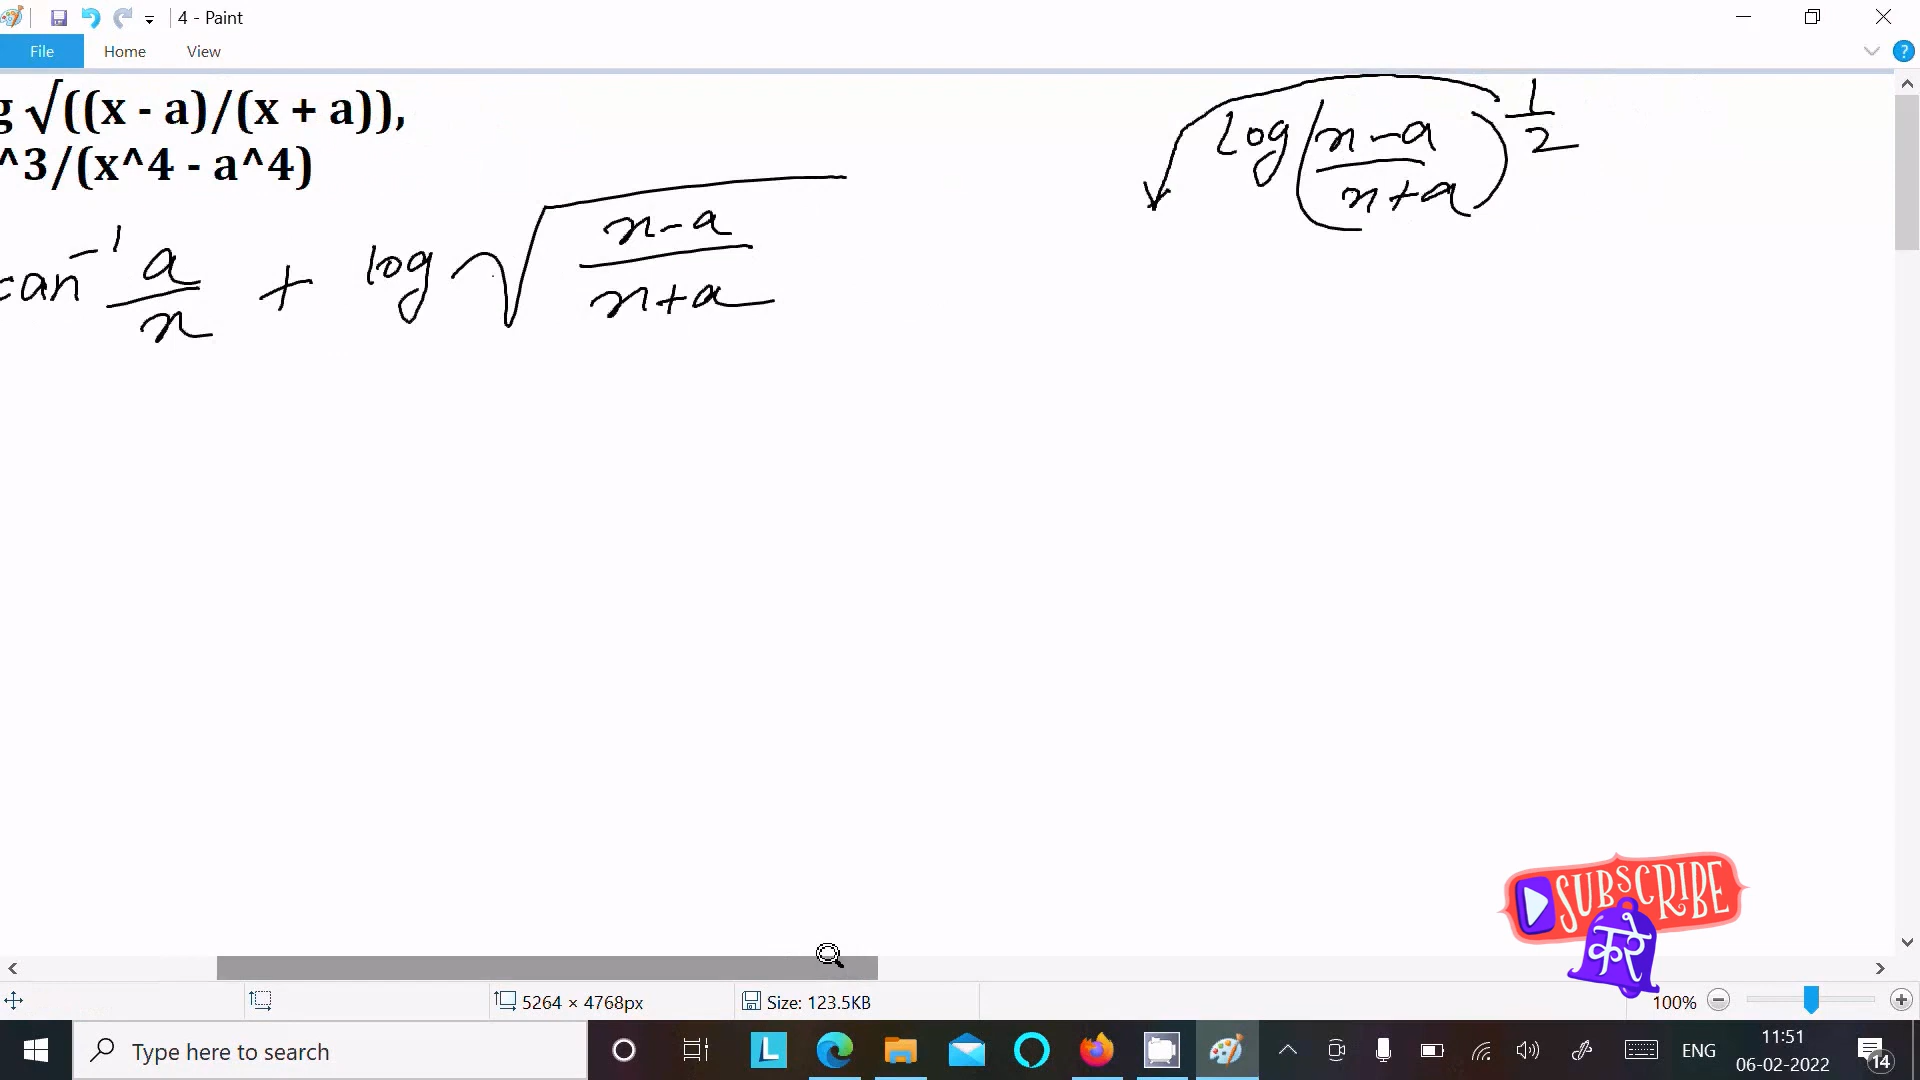 4 - Paint
File Home View
g √((x - a)/(x + a)),
^3/(x^4 - a^4)
tan⁻¹ a/x + log √((x-a)/(x+a))
log((x-a)/(x+a))^1/2
SUBSCRIBE
करे
5264 × 4768px
Size: 123.5KB
100%
Type here to search
L
ENG
11:51
06-02-2022
14